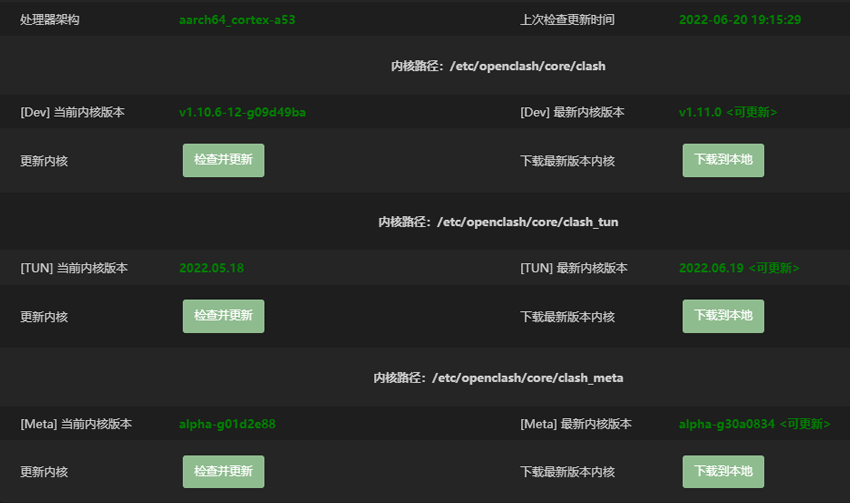 处理器架构 aarch64_cortex-a53 上次检查更新时间 2022-06-20 19:15:29
内核路径：/etc/openclash/core/clash
[Dev] 当前内核版本 v1.10.6-12-g09d49ba [Dev] 最新内核版本 v1.11.0 <可更新>
更新内核 检查并更新 下载最新版本内核 下载到本地
内核路径：/etc/openclash/core/clash_tun
[TUN] 当前内核版本 2022.05.18 [TUN] 最新内核版本 2022.06.19 <可更新>
更新内核 检查并更新 下载最新版本内核 下载到本地
内核路径：/etc/openclash/core/clash_meta
[Meta] 当前内核版本 alpha-g01d2e88 [Meta] 最新内核版本 alpha-g30a0834 <可更新>
更新内核 检查并更新 下载最新版本内核 下载到本地